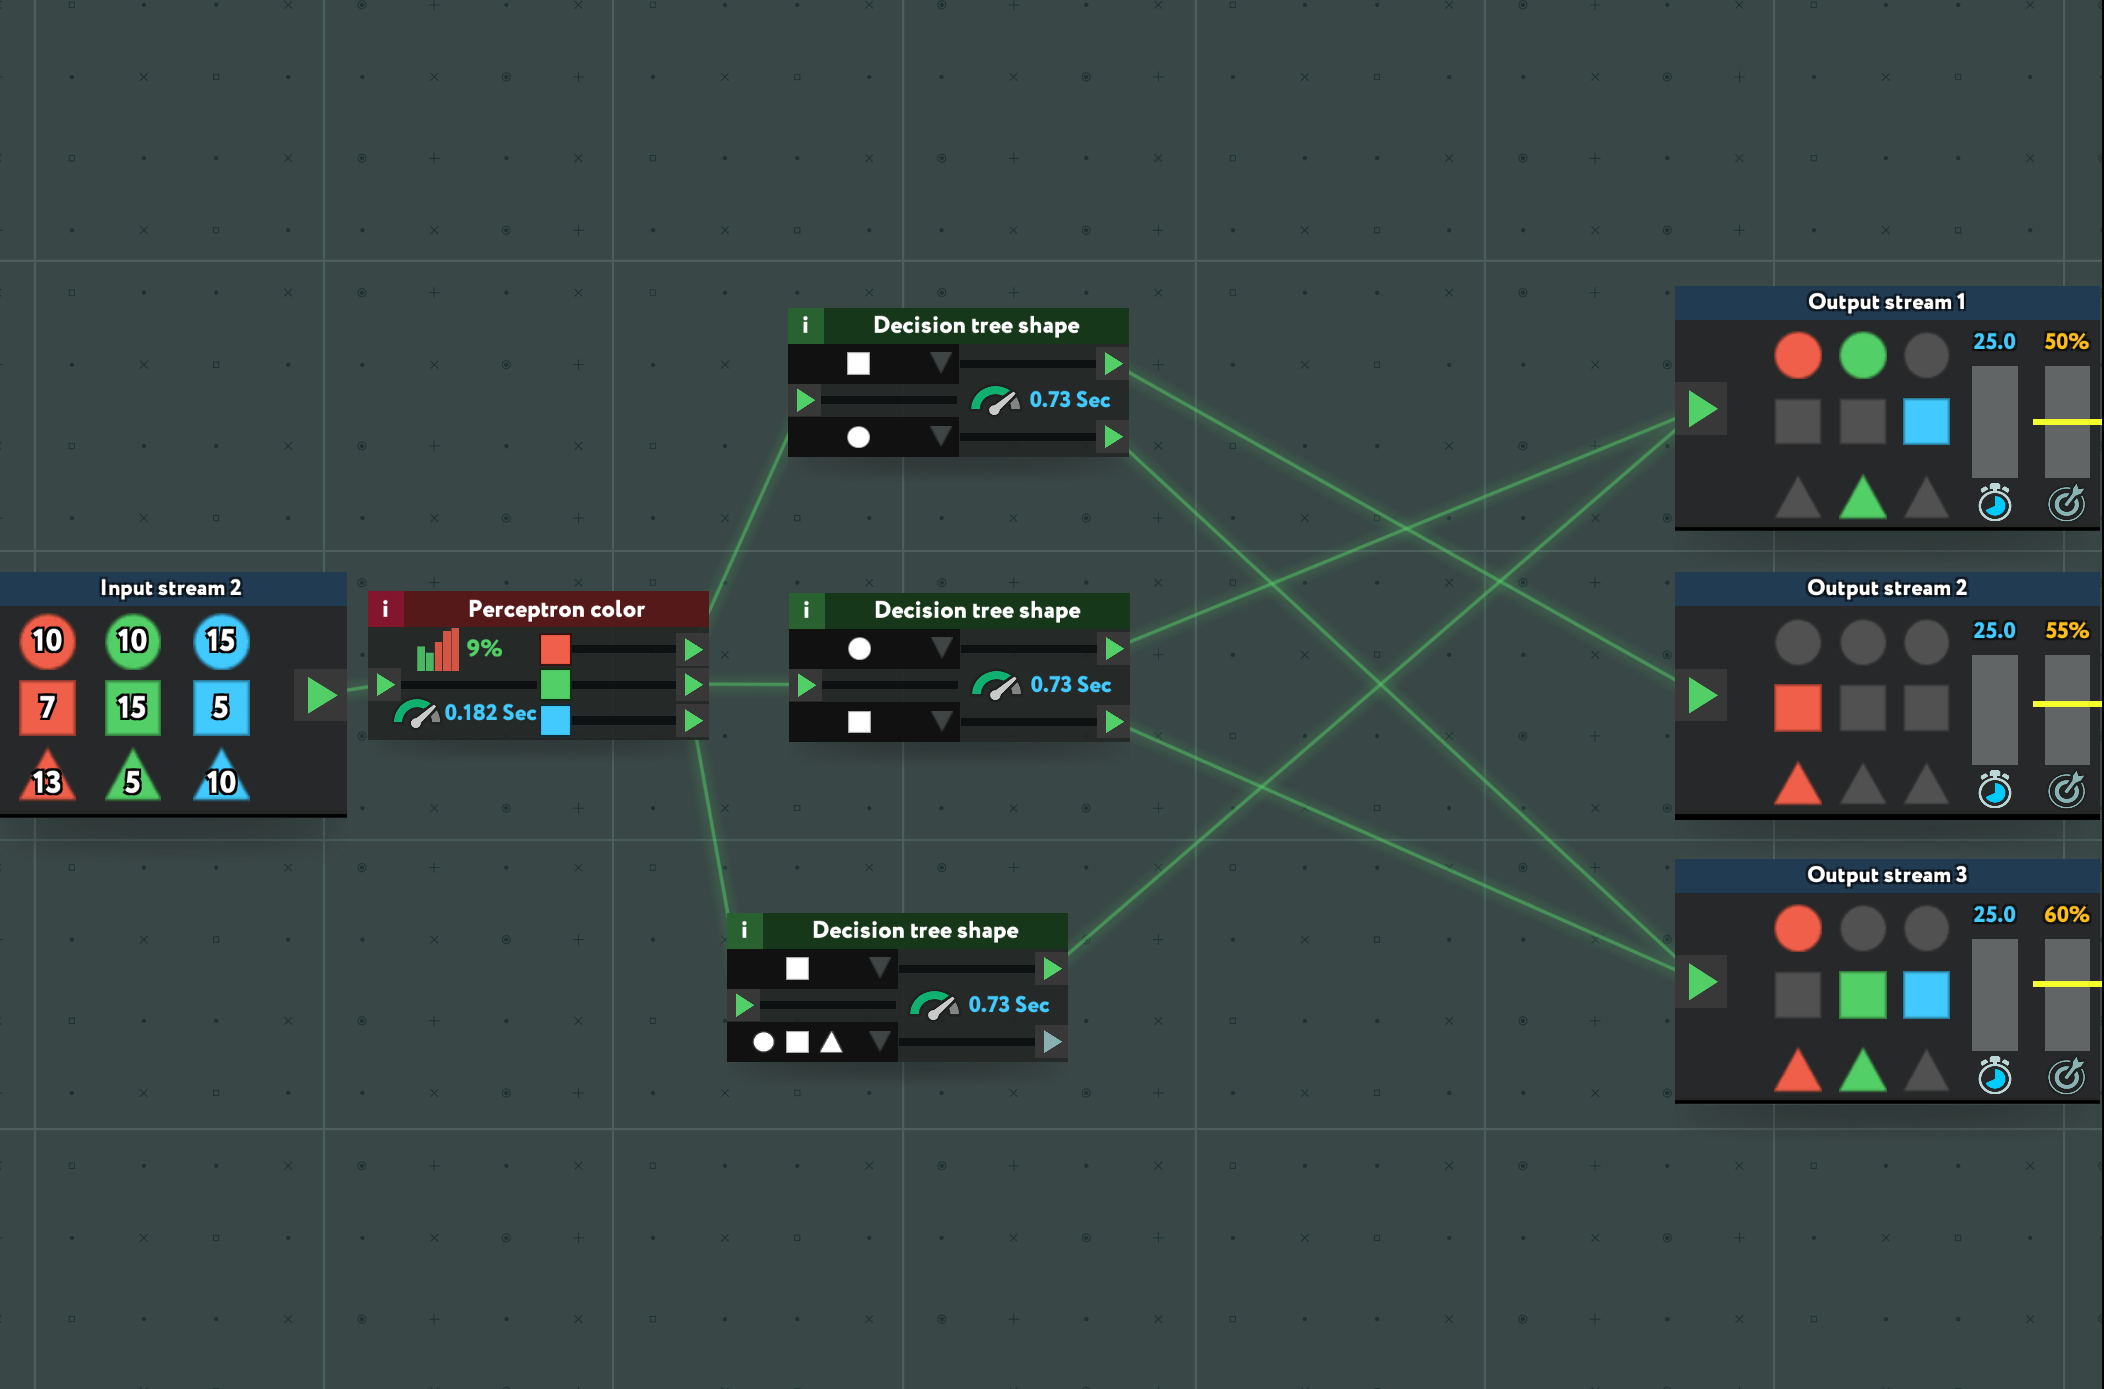 Input stream 2
10
10
15
7
15
5
13
5
10
i
Perceptron color
9%
0.182 Sec
i
Decision tree shape
0.73 Sec
i
Decision tree shape
0.73 Sec
i
Decision tree shape
0.73 Sec
Output stream 1
25.0
50%
Output stream 2
25.0
55%
Output stream 3
25.0
60%